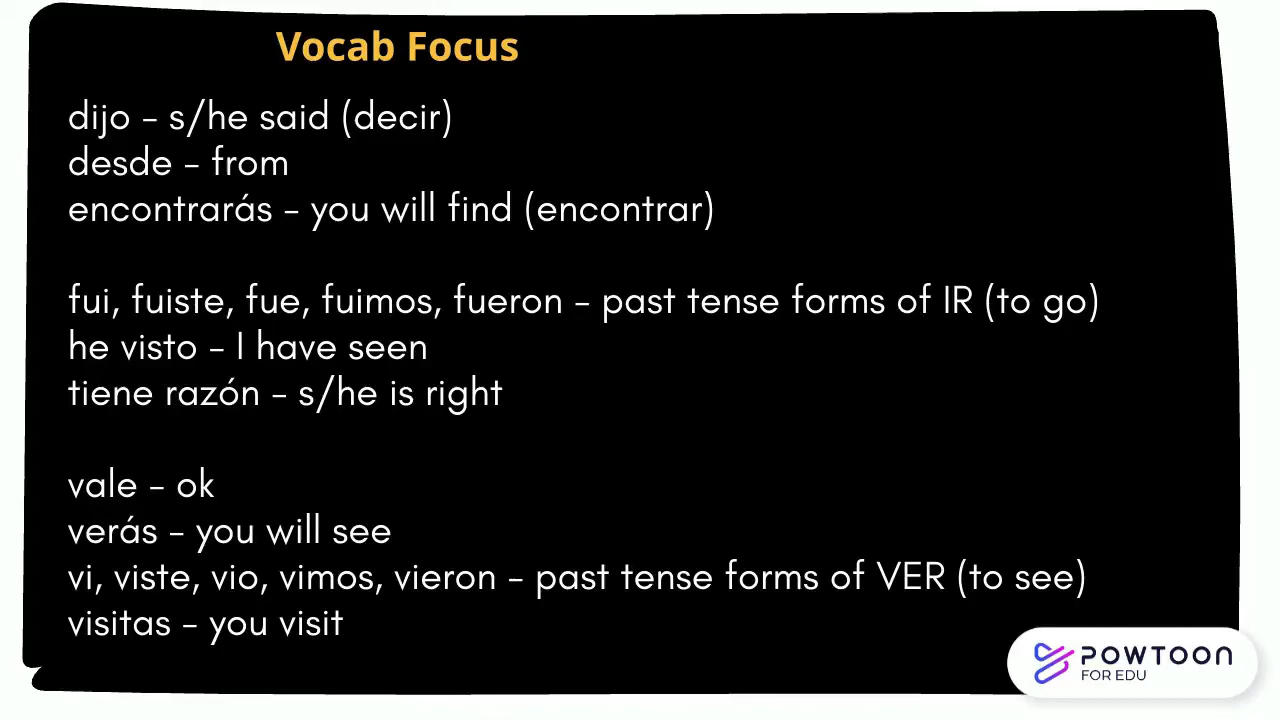 Vocab Focus
dijo – s/he said (decir)
desde – from
encontrarás – you will find (encontrar)
fui, fuiste, fue, fuimos, fueron – past tense forms of IR (to go)
he visto – I have seen
tiene razón – s/he is right
vale – ok
verás – you will see
vi, viste, vio, vimos, vieron – past tense forms of VER (to see)
visitas – you visit
POWTOON
FOR EDU